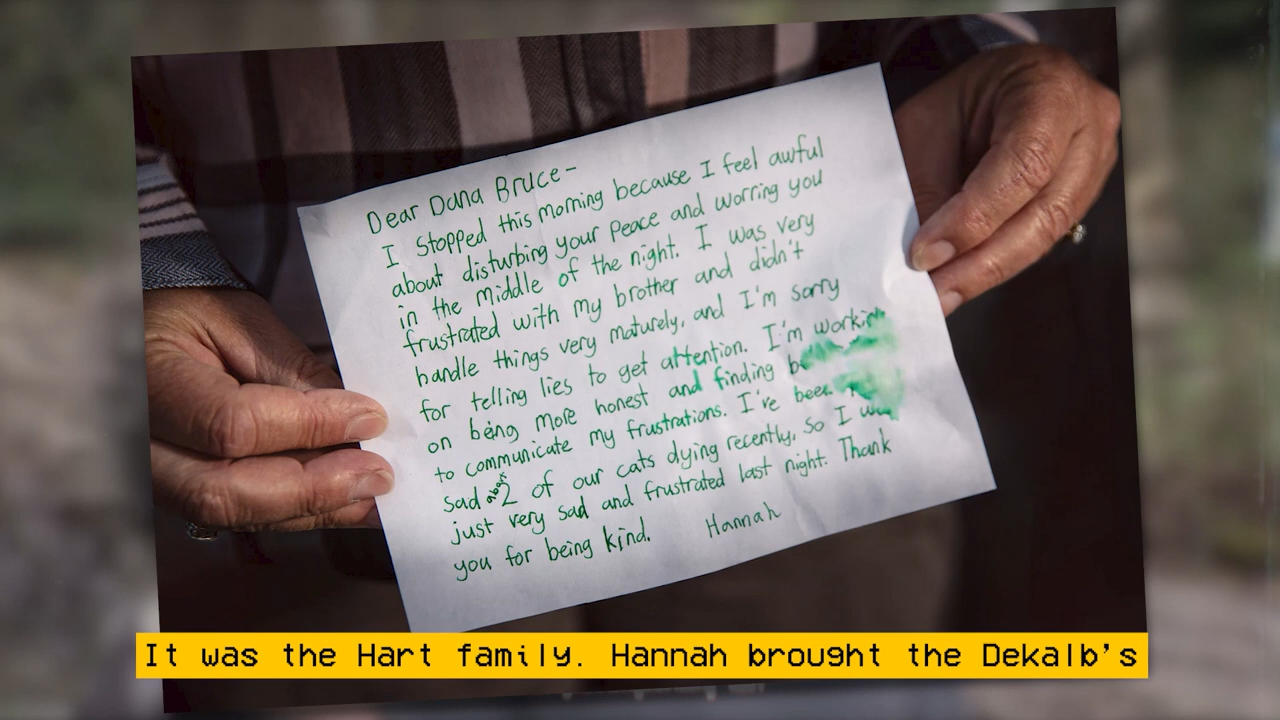 Dear Dana Bruce-
I stopped this morning because I feel awful
about disturbing your peace and worring you
in the middle of the night. I was very
frustrated with my brother and didn't
handle things very maturely, and I'm sorry
for telling lies to get attention. I'm workin
on being more honest and finding
to communicate my frustrations. I've been
sad about 2 of our cats dying recently, so I was
just very sad and frustrated last night. Thank
you for being kind. Hannah
It was the Hart family. Hannah brought the Dekalb's